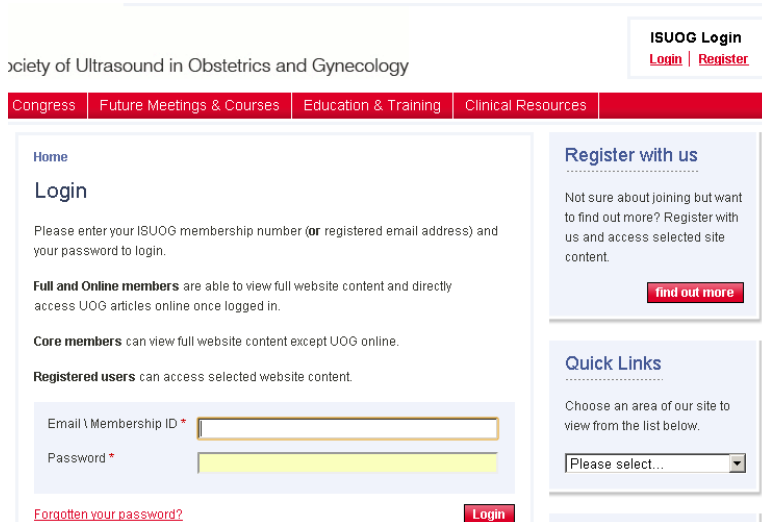 ISUOG Login
Login | Register
ociety of Ultrasound in Obstetrics and Gynecology
Congress Future Meetings & Courses Education & Training Clinical Resources
Home
Login
Please enter your ISUOG membership number (or registered email address) and
your password to login.
Full and Online members are able to view full website content and directly
access UOG articles online once logged in.
Core members can view full website content except UOG online.
Registered users can access selected website content.
Email \ Membership ID *
Password *
Forgotten your password?
Login
Register with us
Not sure about joining but want
to find out more? Register with
us and access selected site
content.
find out more
Quick Links
Choose an area of our site to
view from the list below.
Please select...